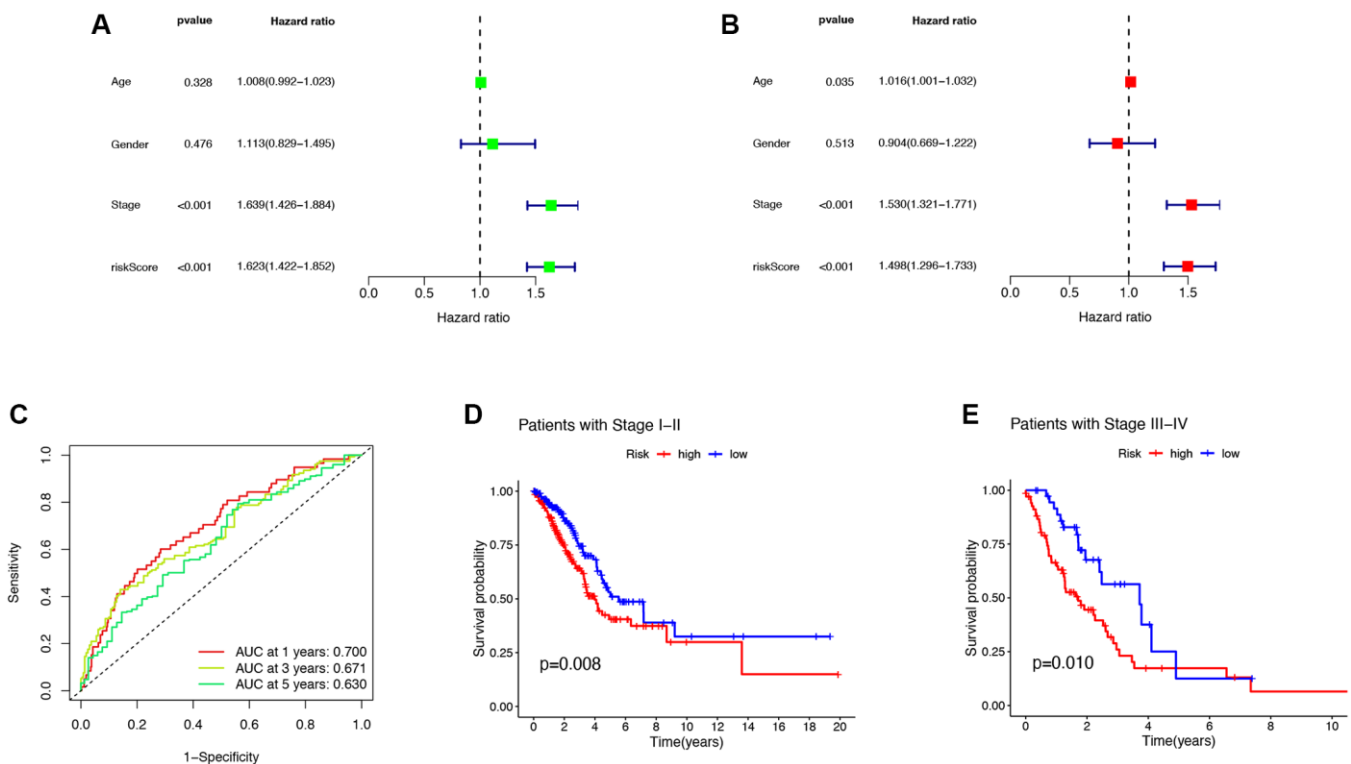 A
pvalue Hazard ratio
Age 0.328 1.008(0.992−1.023)
Gender 0.476 1.113(0.829−1.495)
Stage <0.001 1.639(1.426−1.884)
riskScore <0.001 1.623(1.422−1.852)
0.0 0.5 1.0 1.5
Hazard ratio
B
pvalue Hazard ratio
Age 0.035 1.016(1.001−1.032)
Gender 0.513 0.904(0.669−1.222)
Stage <0.001 1.530(1.321−1.771)
riskScore <0.001 1.498(1.296−1.733)
0.0 0.5 1.0 1.5
Hazard ratio
C
Sensitivity
1.0
0.8
0.6
0.4
0.2
0.0
AUC at 1 years: 0.700
AUC at 3 years: 0.671
AUC at 5 years: 0.630
0.0 0.2 0.4 0.6 0.8 1.0
1−Specificity
D
Patients with Stage I−II
Risk high low
Survival probability
1.00
0.75
0.50
0.25
0.00
p=0.008
0 2 4 6 8 10 12 14 16 18 20
Time(years)
E
Patients with Stage III−IV
Risk high low
Survival probability
1.00
0.75
0.50
0.25
0.00
p=0.010
0 2 4 6 8 10
Time(years)